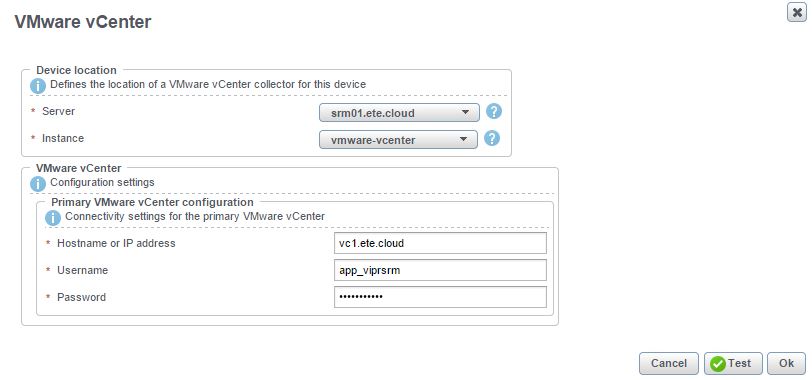 VMware vCenter
Device location
Defines the location of a VMware vCenter collector for this device
* Server srm01.ete.cloud
* Instance vmware-vcenter
VMware vCenter
Configuration settings
Primary VMware vCenter configuration
Connectivity settings for the primary VMware vCenter
* Hostname or IP address vc1.ete.cloud
* Username app_viprsrm
* Password •••••••••••
Cancel Test Ok